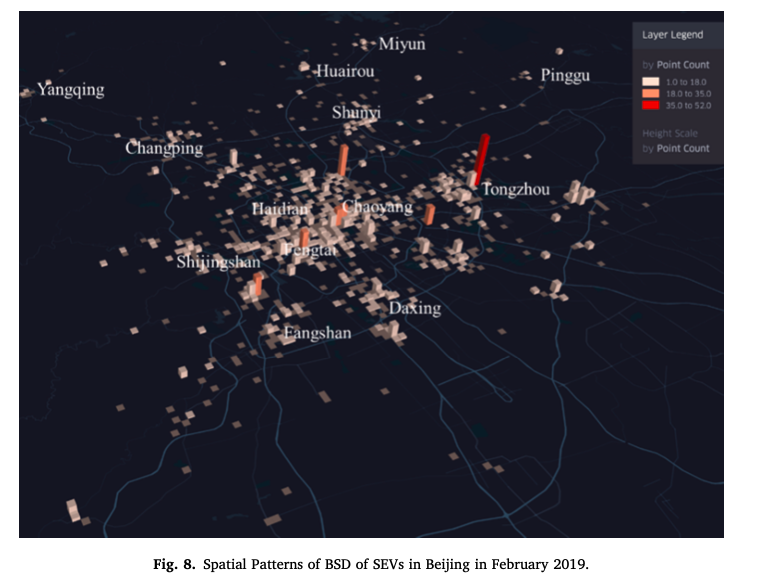 Layer Legend
by Point Count
1.0 to 18.0
18.0 to 35.0
35.0 to 52.0
Height Scale
by Point Count
Miyun
Huairou
Pinggu
Yangqing
Shunyi
Changping
Tongzhou
Haidian
Chaoyang
Fengtai
Shijingshan
Daxing
Fangshan
Fig. 8. Spatial Patterns of BSD of SEVs in Beijing in February 2019.